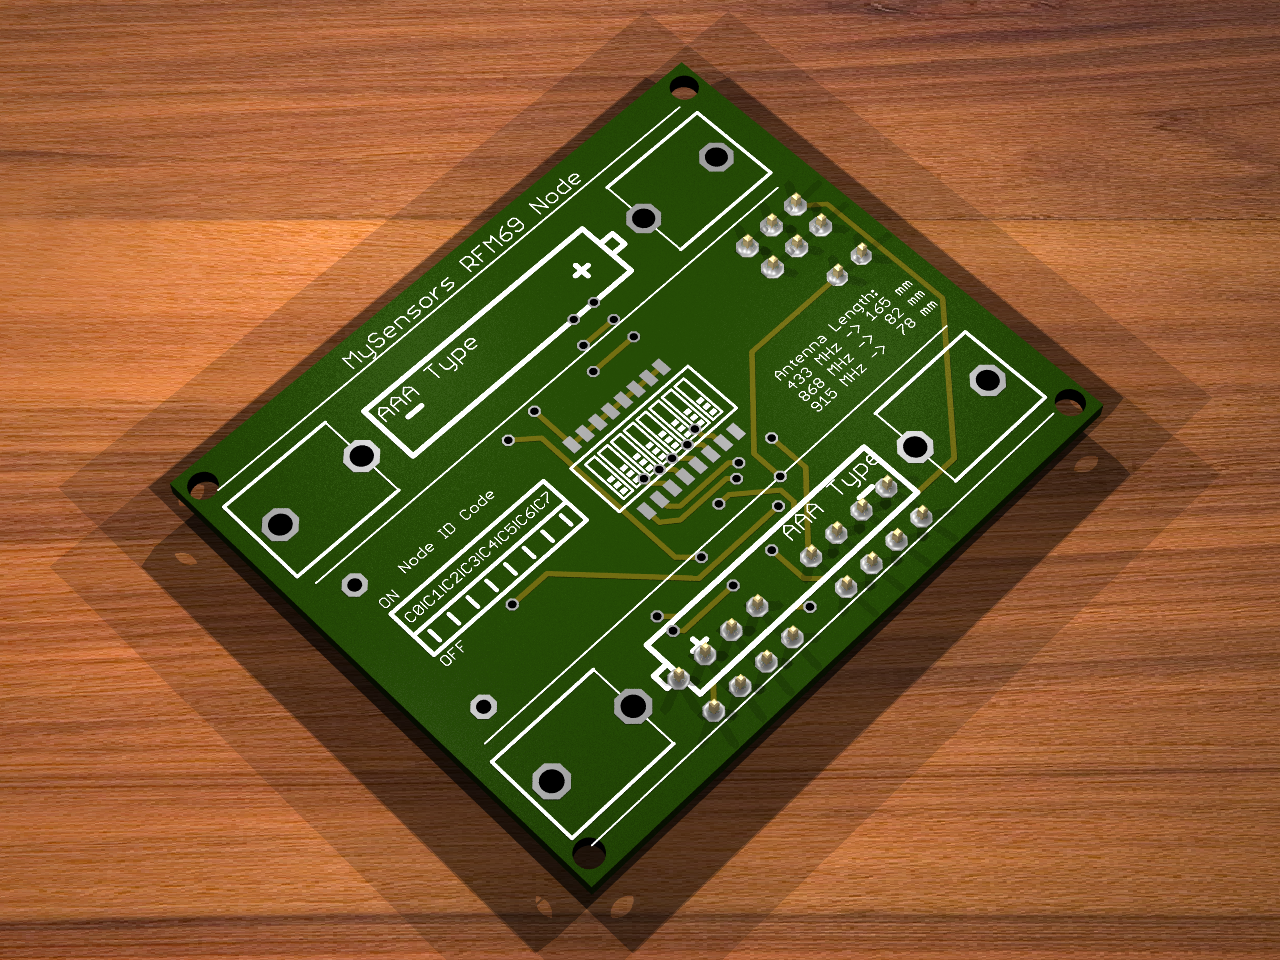 MySensors RFM69 Node
+
AAA Type
-
Antenna Length:
433 MHz -> 165 mm
868 MHz -> 82 mm
915 MHz -> 78 mm
Node ID Code
ON
C0|C1|C2|C3|C4|C5|C6|C7
OFF
AAA Type
-
+